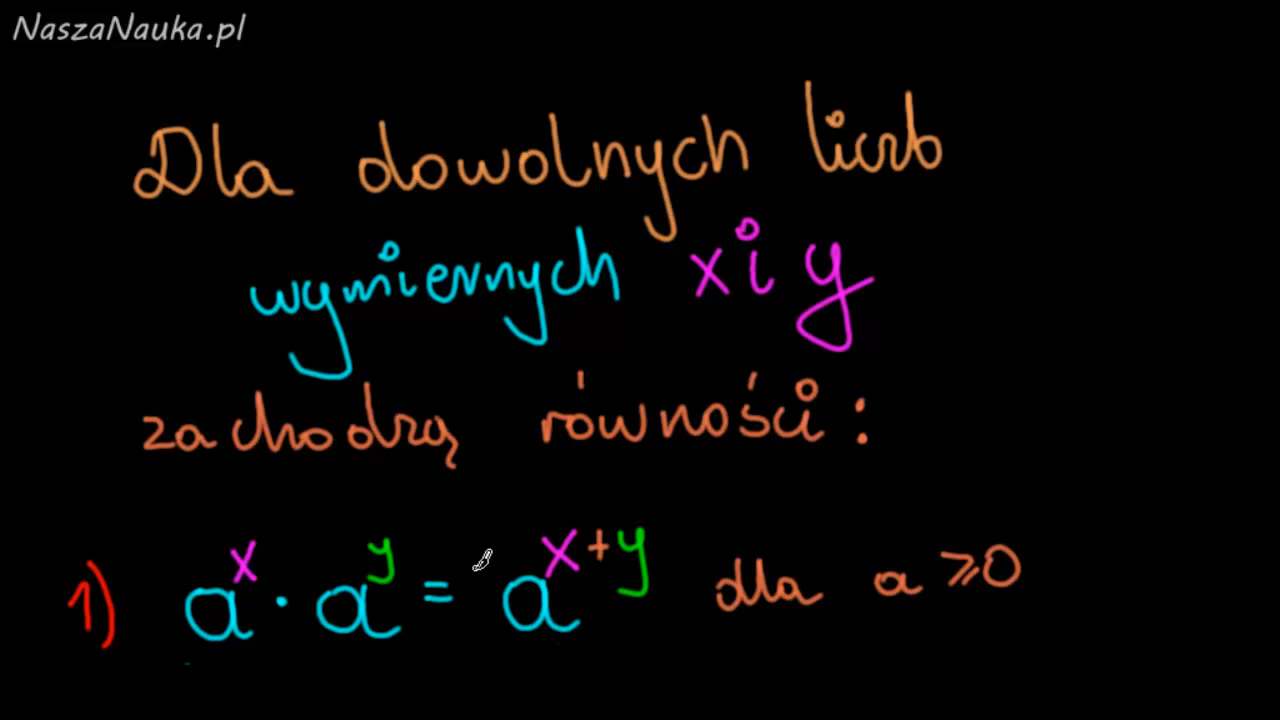 NaszaNauka.pl
Dla dowolnych liczb
wymiernych x i y
zachodzą równości:
1) a^x · a^y = a^{x+y} dla a ⩾ 0